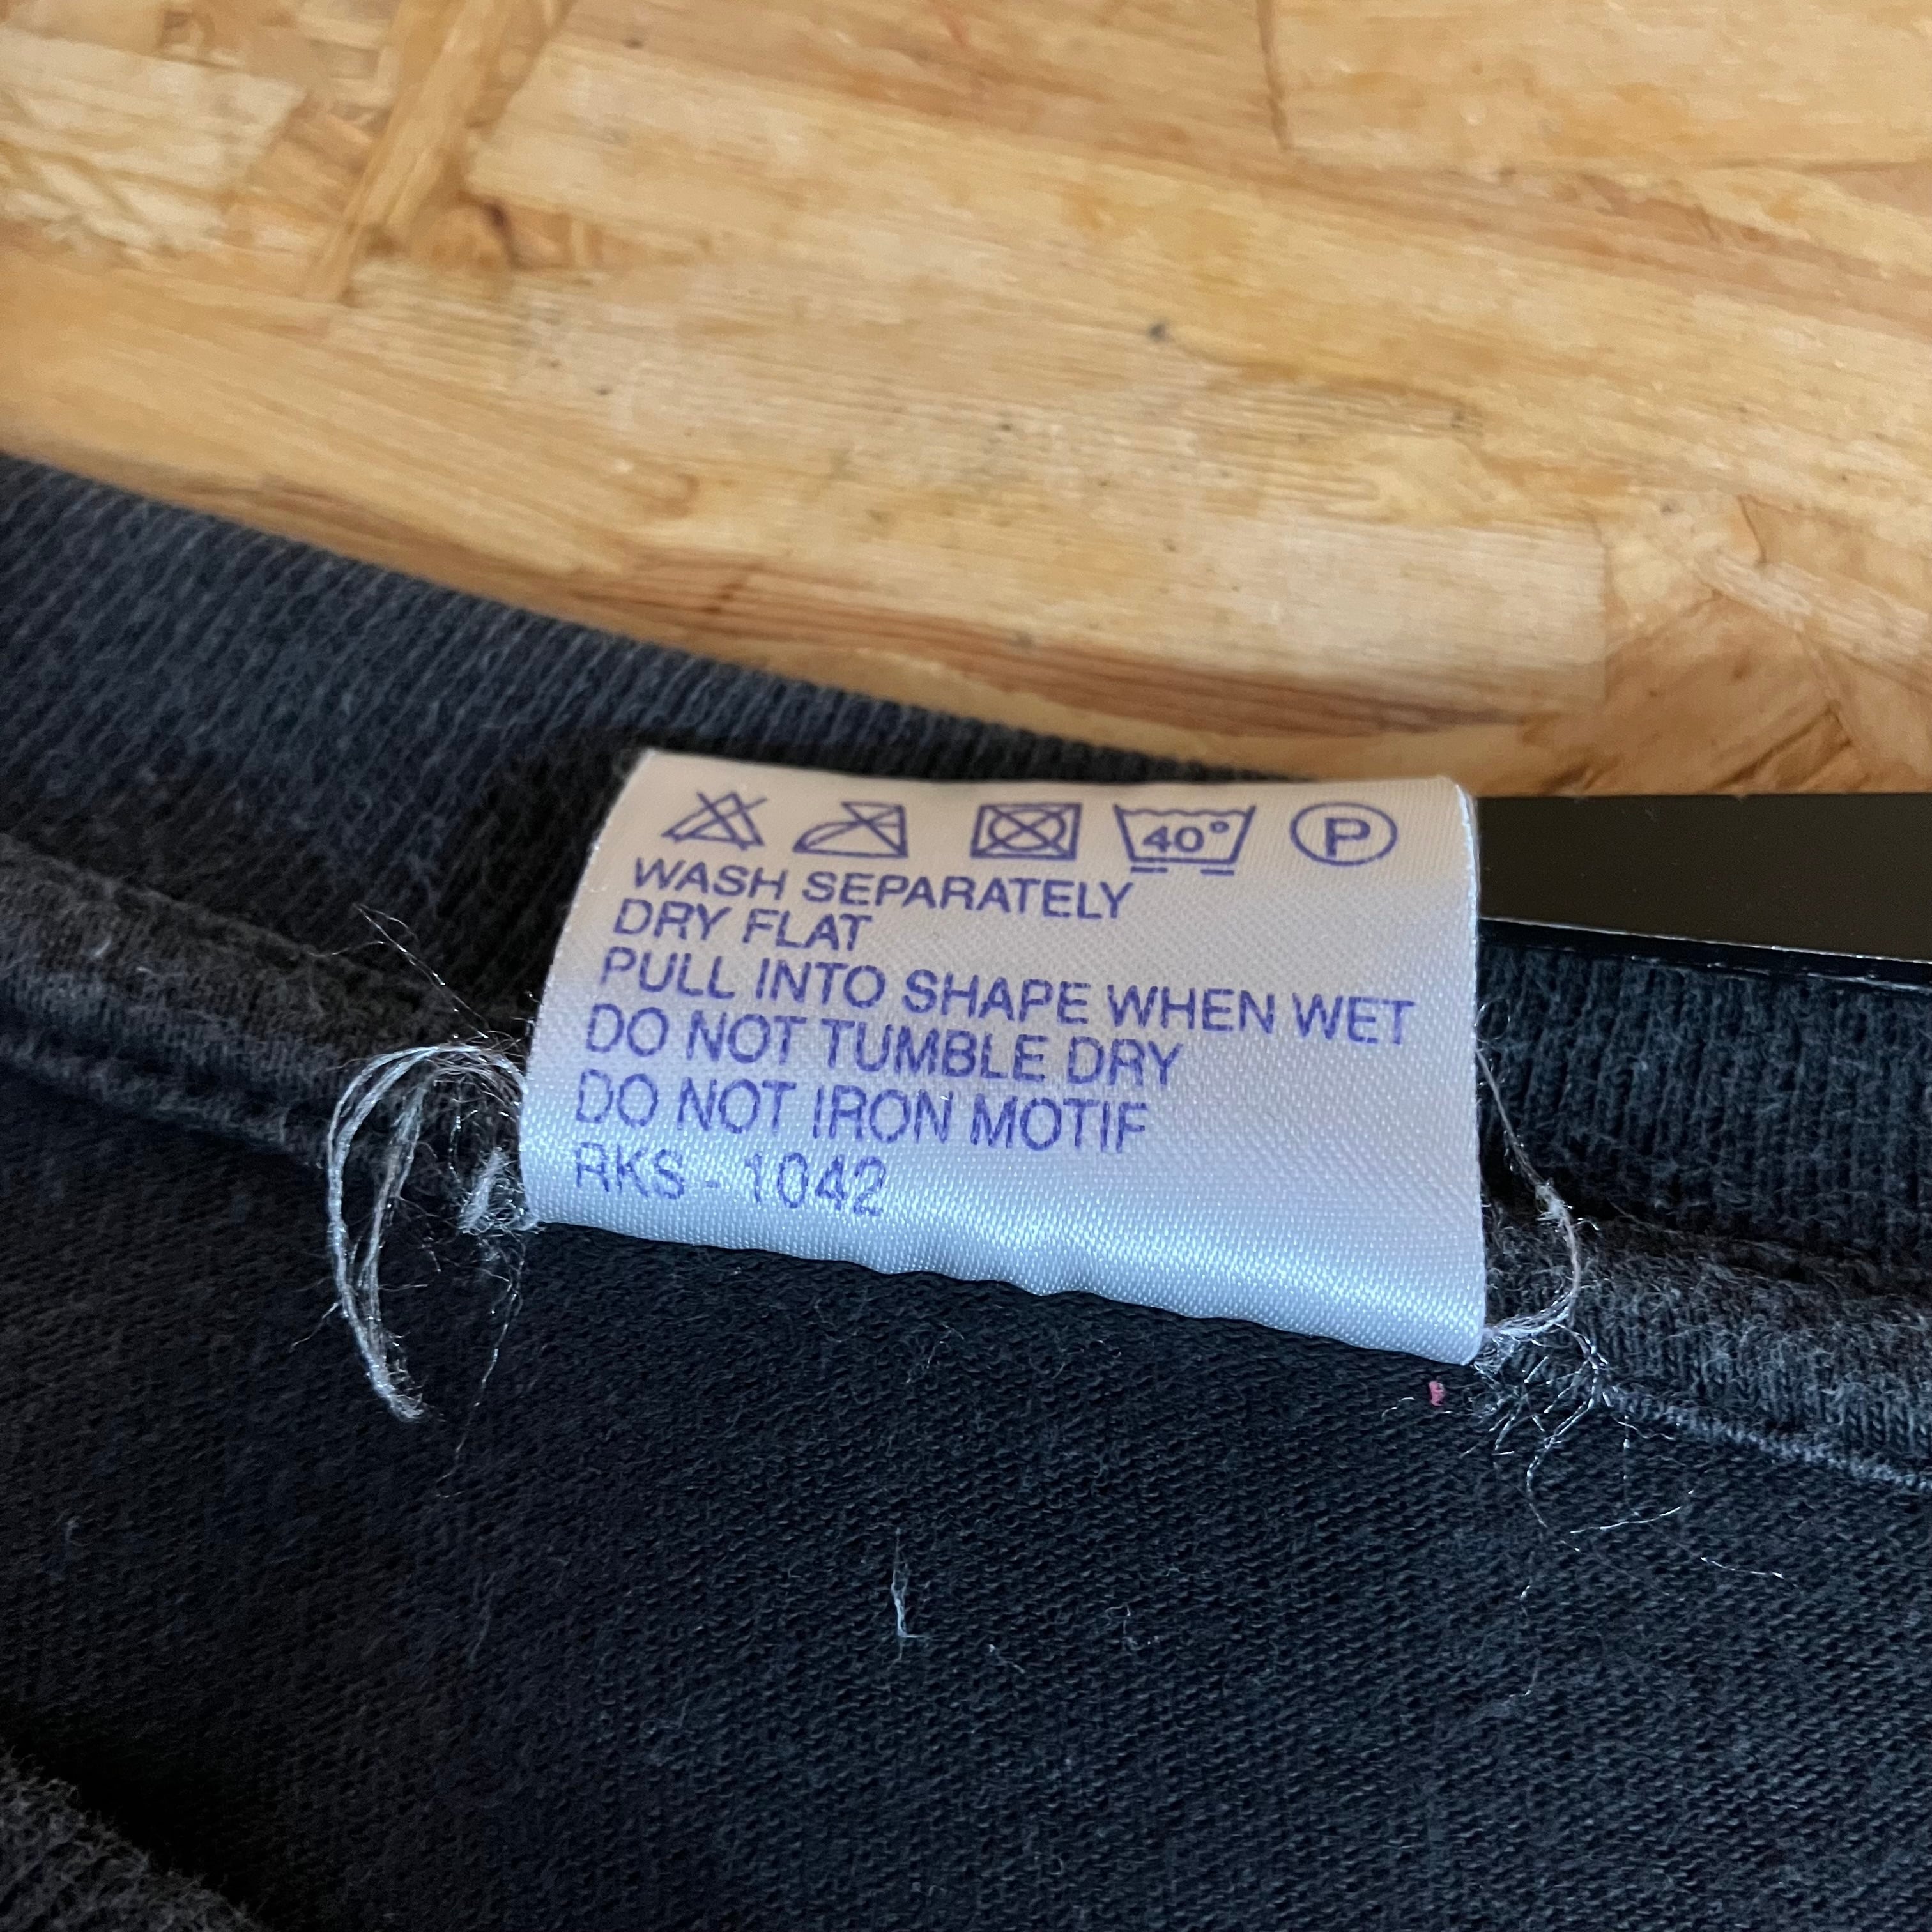 40° P
WASH SEPARATELY
DRY FLAT
PULL INTO SHAPE WHEN WET
DO NOT TUMBLE DRY
DO NOT IRON MOTIF
RKS - 1042